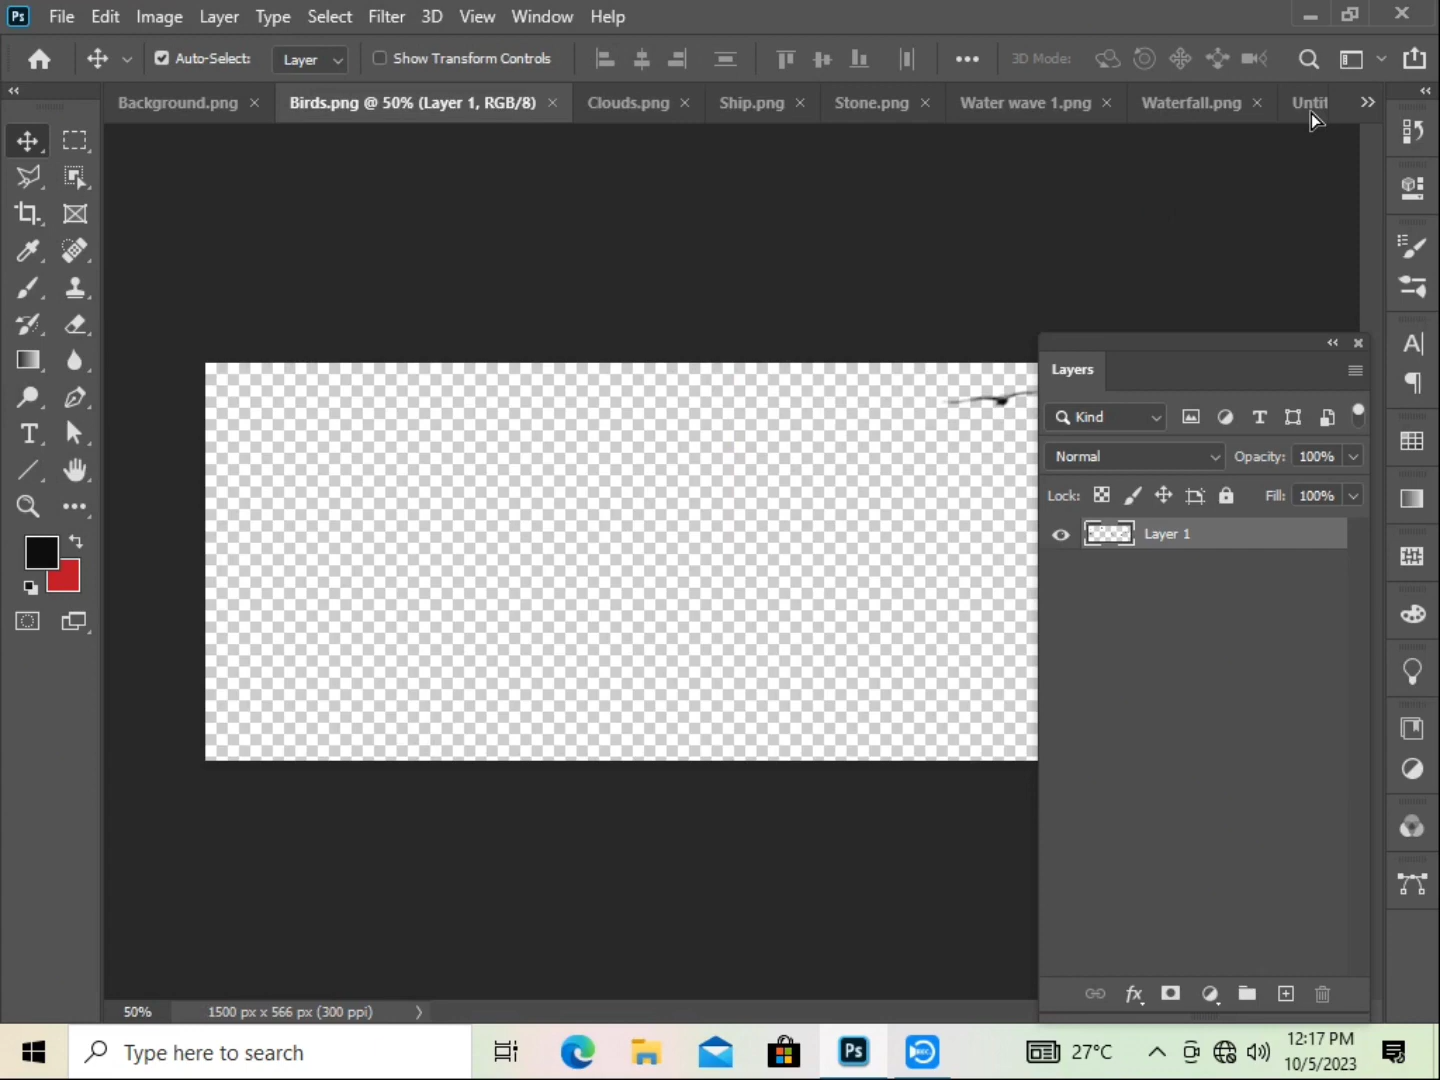 Ps File Edit Image Layer Type Select Filter 3D View Window Help
Auto-Select: Layer Show Transform Controls 3D Mode:
Background.png Birds.png @ 50% (Layer 1, RGB/8) Clouds.png Ship.png Stone.png Water wave 1.png Waterfall.png Untit
Layers
Kind
Normal Opacity: 100%
Lock: Fill: 100%
Layer 1
50% 1500 px x 566 px (300 ppi)
Type here to search Ps 27°C 12:17 PM
10/5/2023